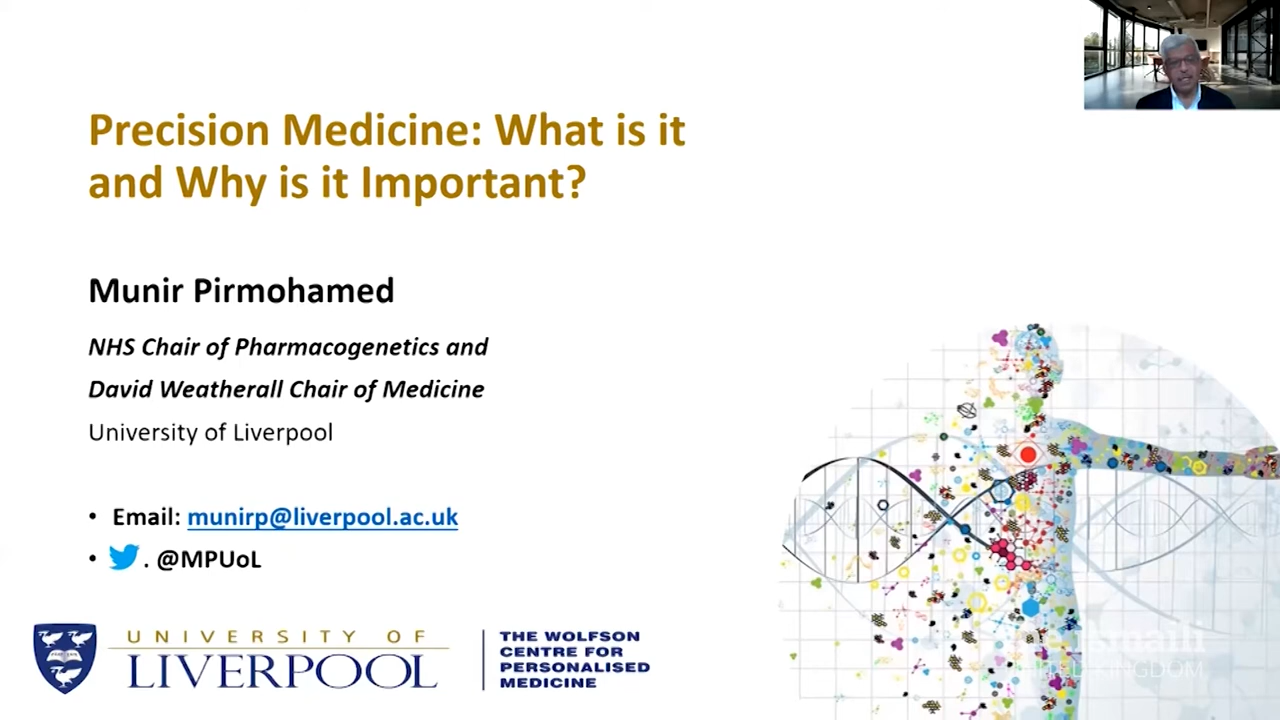 Precision Medicine: What is it
and Why is it Important?
Munir Pirmohamed
NHS Chair of Pharmacogenetics and
David Weatherall Chair of Medicine
University of Liverpool
• Email: munirp@liverpool.ac.uk
• . @MPUoL
UNIVERSITY OF
LIVERPOOL
THE WOLFSON
CENTRE FOR
PERSONALISED
MEDICINE
UNITED KINGDOM